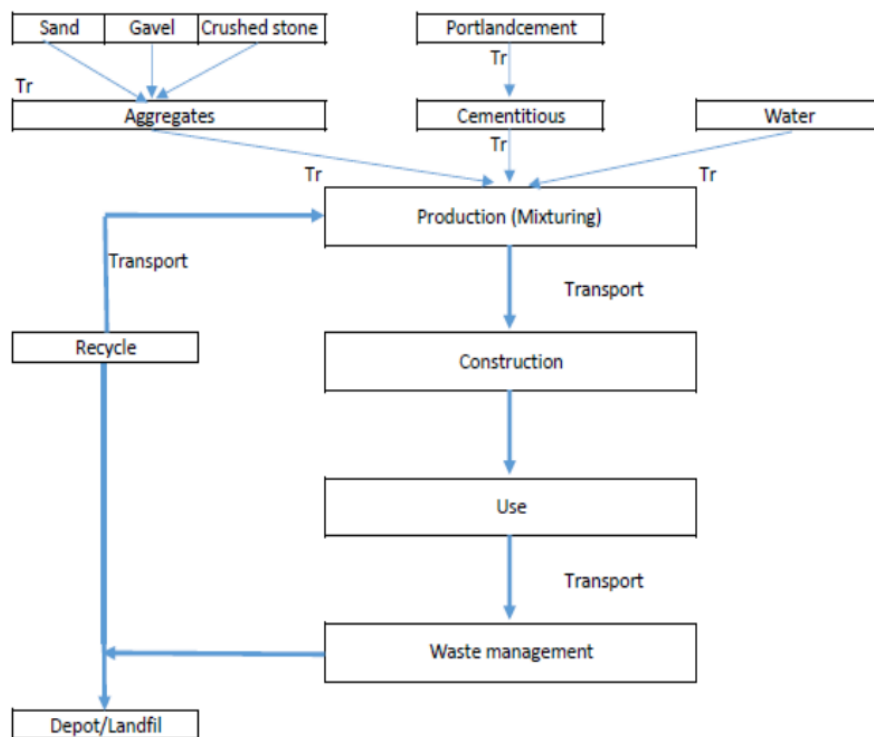 Sand Gavel Crushed stone Portlandcement
Tr
Tr
Aggregates Cementitious Water
Tr
Tr Tr
Production (Mixturing)
Transport
Transport
Recycle
Construction
Use
Transport
Waste management
Depot/Landfil